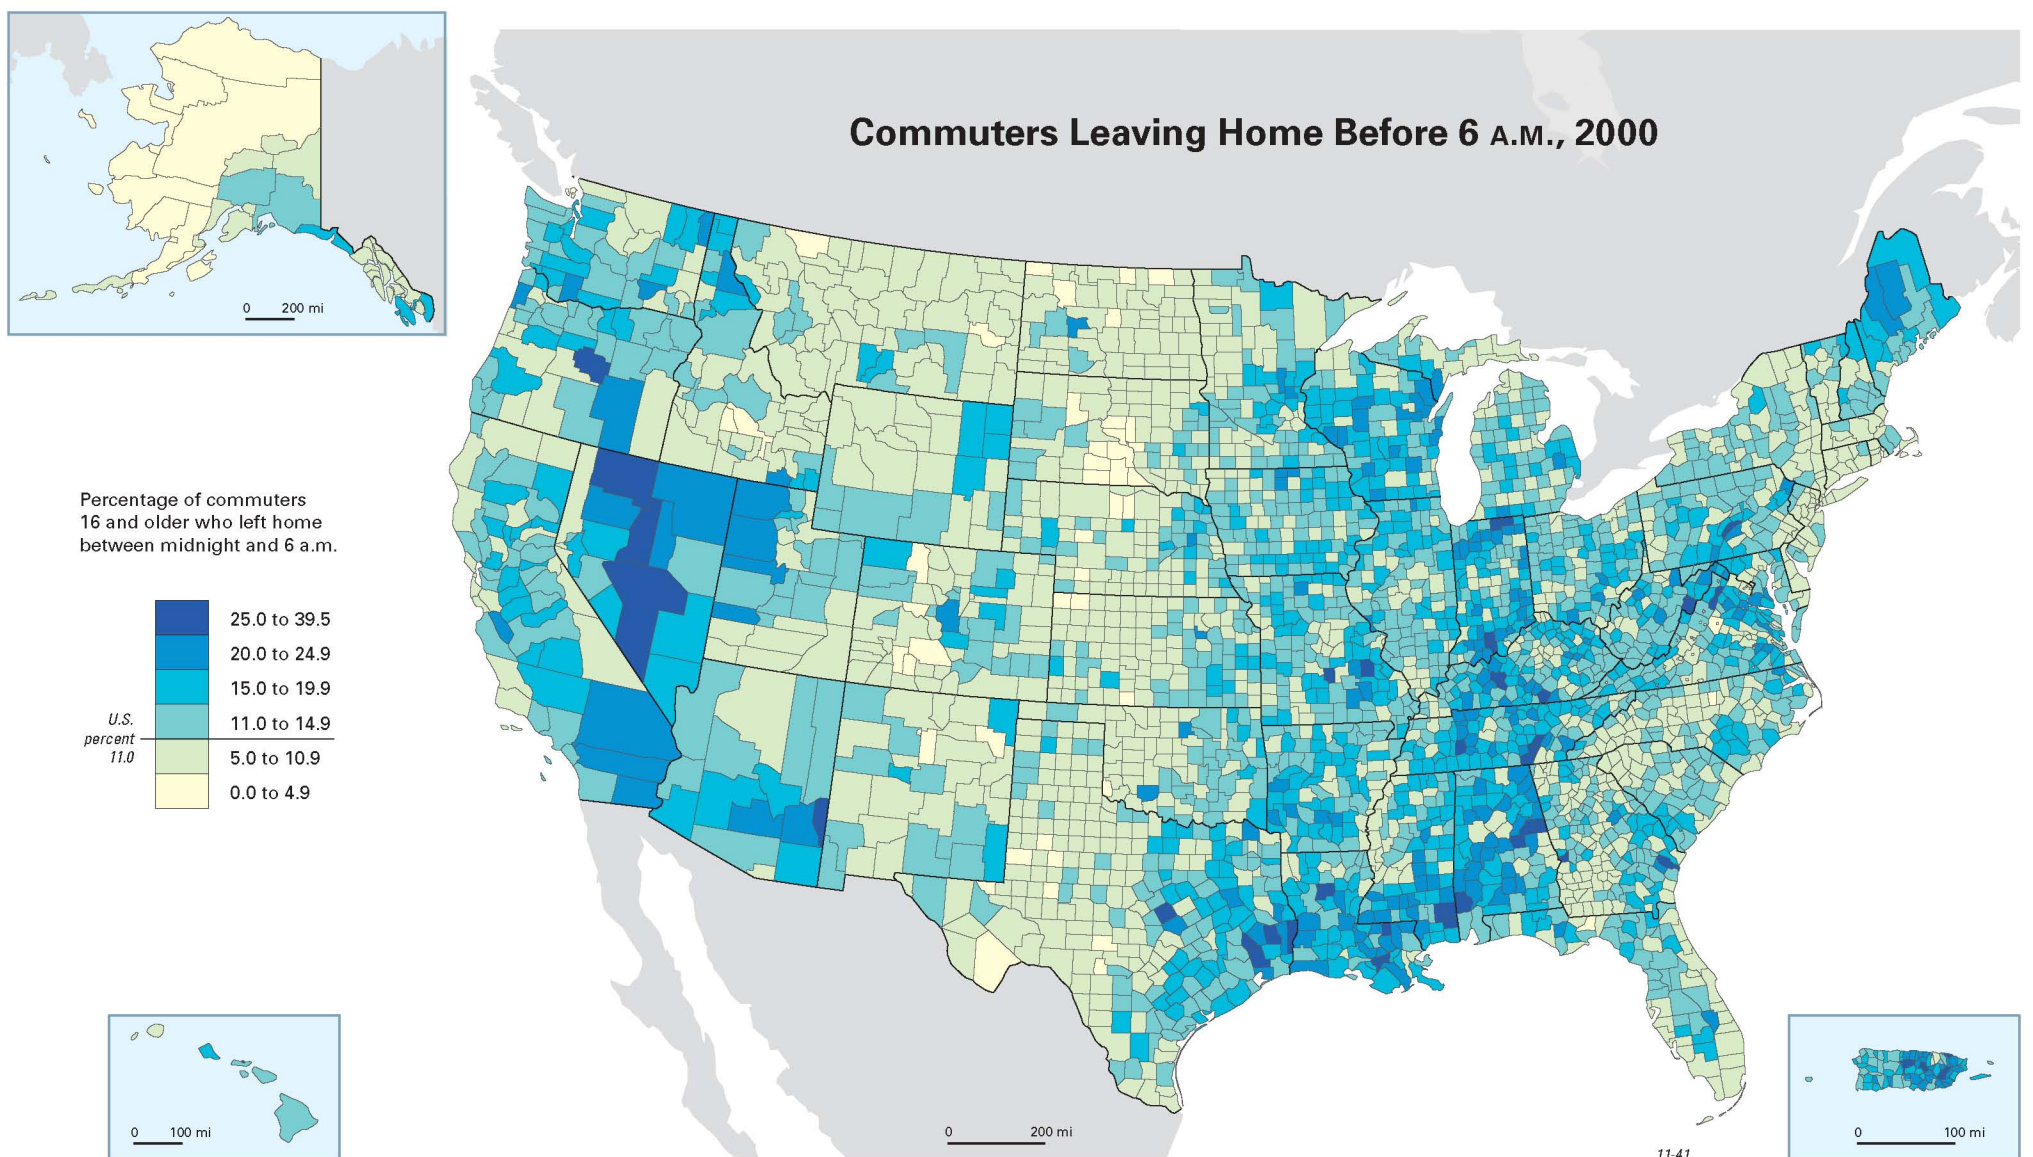 Commuters Leaving Home Before 6 A.M., 2000
0 200 mi
Percentage of commuters
16 and older who left home
between midnight and 6 a.m.
25.0 to 39.5
20.0 to 24.9
15.0 to 19.9
11.0 to 14.9
U.S.
percent
11.0
5.0 to 10.9
0.0 to 4.9
0 100 mi
0 200 mi
0 100 mi
11-41